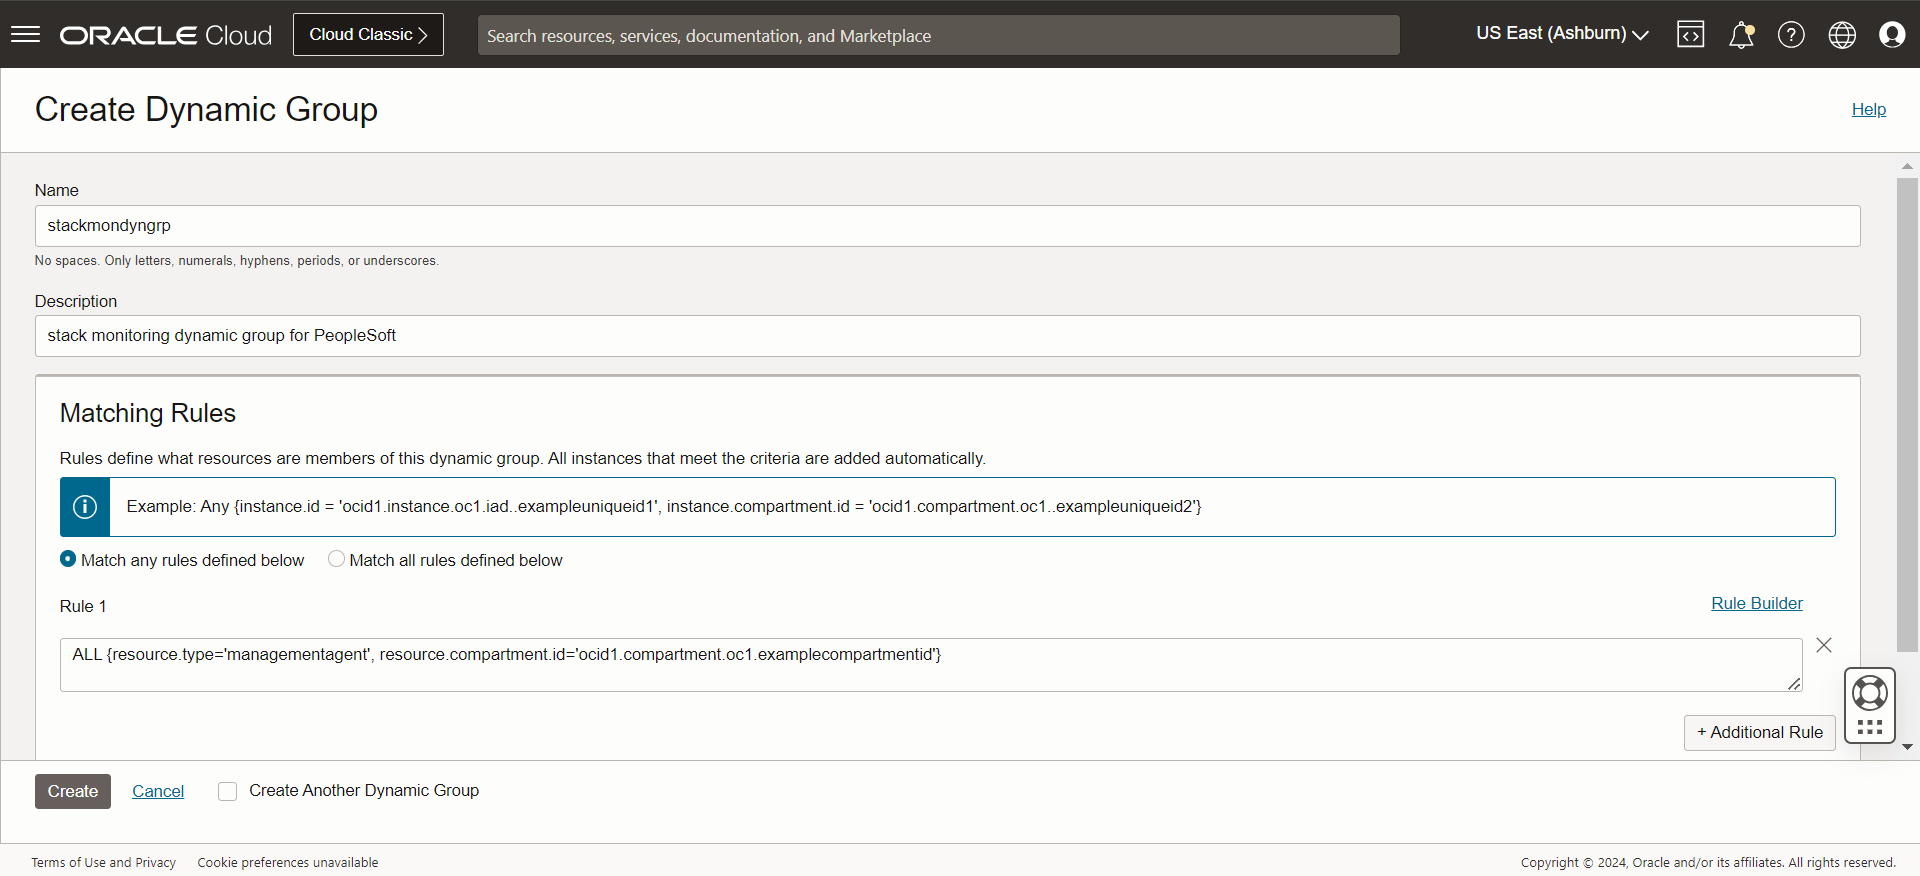 ORACLE Cloud
Cloud Classic
Search resources, services, documentation, and Marketplace
US East (Ashburn)
Create Dynamic Group
Help
Name
stackmondyngrp
No spaces. Only letters, numerals, hyphens, periods, or underscores.
Description
stack monitoring dynamic group for PeopleSoft
Matching Rules
Rules define what resources are members of this dynamic group. All instances that meet the criteria are added automatically.
Example: Any {instance.id = 'ocid1.instance.oc1.iad..exampleuniqueid1', instance.compartment.id = 'ocid1.compartment.oc1..exampleuniqueid2'}
Match any rules defined below
Match all rules defined below
Rule 1
Rule Builder
ALL {resource.type='managementagent', resource.compartment.id='ocid1.compartment.oc1.examplecompartmentid'}
+ Additional Rule
Create
Cancel
Create Another Dynamic Group
Terms of Use and Privacy
Cookie preferences unavailable
Copyright © 2024, Oracle and/or its affiliates. All rights reserved.